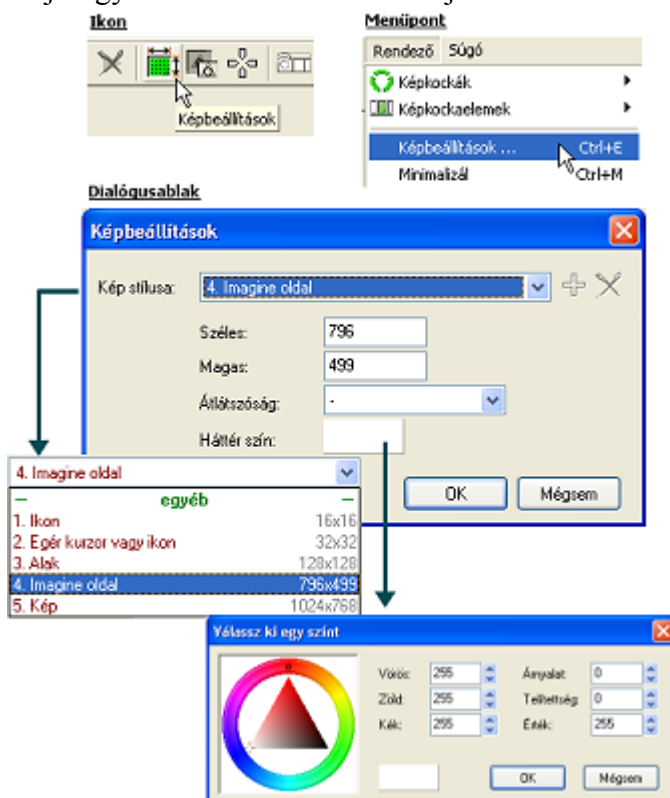 Ikon
Menüpont
Rendező Súgó
Képkockák
Képkockaelemek
Képbeállítások
Képbeállítások ... Ctrl+E
Minimalizál Ctrl+M
Dialógusablak
Képbeállítások
Kép stílusa: 4. Imagine oldal
Széles: 796
Magas: 499
Átlátszóság: -
Háttér szín:
OK Mégsem
4. Imagine oldal
– egyéb –
1. Ikon 16x16
2. Egér kurzor vagy ikon 32x32
3. Alak 128x128
4. Imagine oldal 796x499
5. Kép 1024x768
Válassz ki egy színt
Vörös: 255 Árnyalat: 0
Zöld: 255 Telítettség: 0
Kék: 255 Érték: 255
OK Mégsem